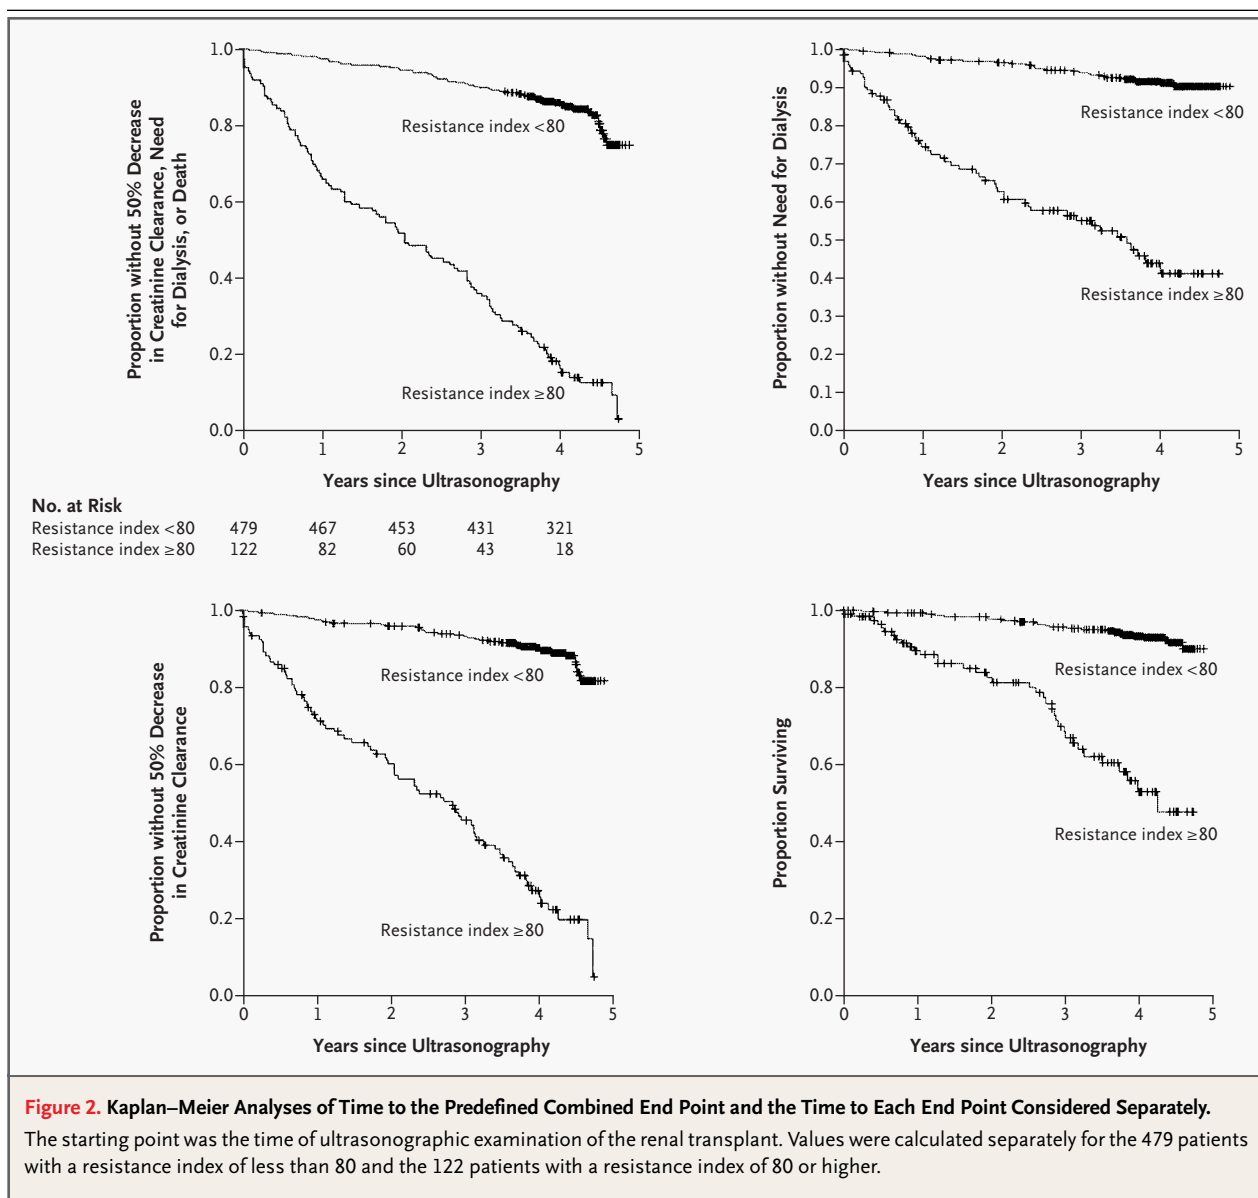 Proportion without 50% Decrease
in Creatinine Clearance, Need
for Dialysis, or Death
1.0
0.8
0.6
0.4
0.2
0.0
Resistance index <80
Resistance index ≥80
0 1 2 3 4 5
Years since Ultrasonography
Proportion without Need for Dialysis
1.0
0.9
0.8
0.7
0.6
0.5
0.4
0.3
0.2
0.1
0.0
Resistance index <80
Resistance index ≥80
0 1 2 3 4 5
Years since Ultrasonography
No. at Risk
Resistance index <80 479 467 453 431 321
Resistance index ≥80 122 82 60 43 18
Proportion without 50% Decrease
in Creatinine Clearance
1.0
0.8
0.6
0.4
0.2
0.0
Resistance index <80
Resistance index ≥80
0 1 2 3 4 5
Years since Ultrasonography
Proportion Surviving
1.0
0.8
0.6
0.4
0.2
0.0
Resistance index <80
Resistance index ≥80
0 1 2 3 4 5
Years since Ultrasonography
Figure 2. Kaplan–Meier Analyses of Time to the Predefined Combined End Point and the Time to Each End Point Considered Separately.
The starting point was the time of ultrasonographic examination of the renal transplant. Values were calculated separately for the 479 patients
with a resistance index of less than 80 and the 122 patients with a resistance index of 80 or higher.